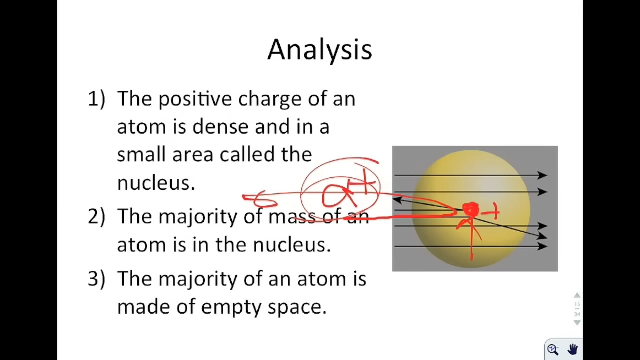 Analysis
1) The positive charge of an
atom is dense and in a
small area called the
nucleus.
2) The majority of mass of an
atom is in the nucleus.
3) The majority of an atom is
made of empty space.
α+
+